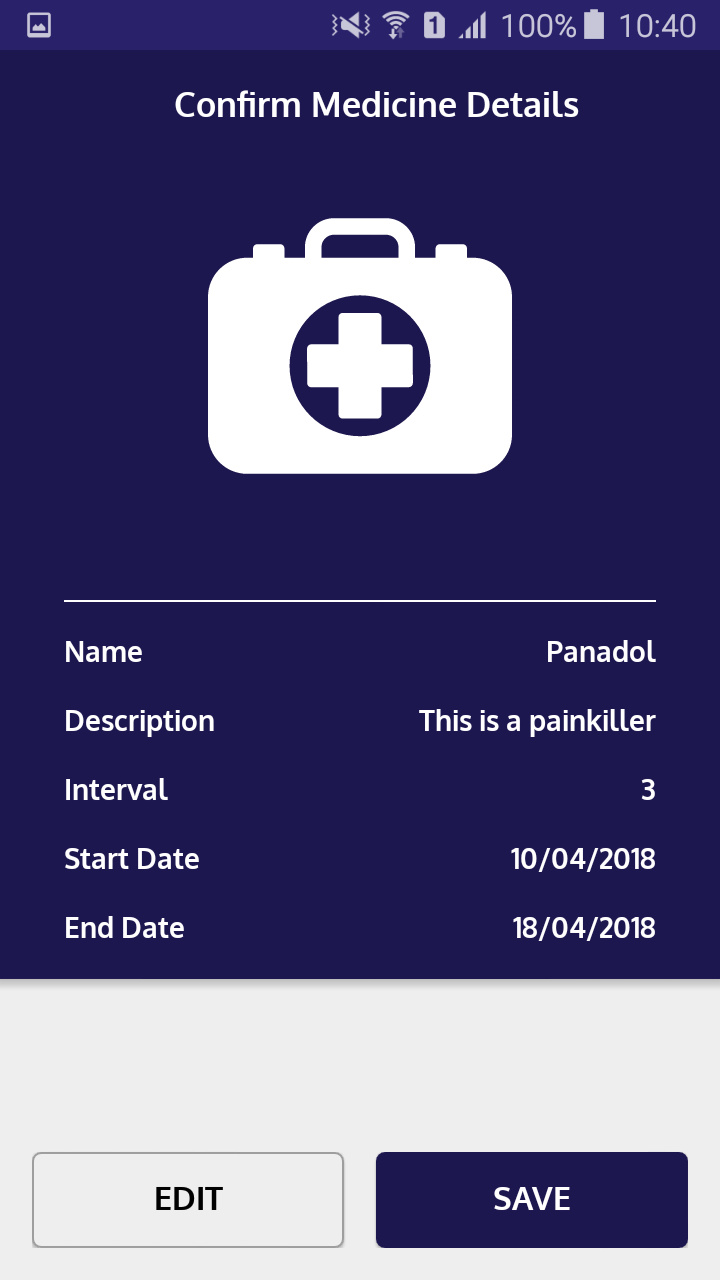 1 100% 10:40
Confirm Medicine Details
Name Panadol
Description This is a painkiller
Interval 3
Start Date 10/04/2018
End Date 18/04/2018
EDIT SAVE